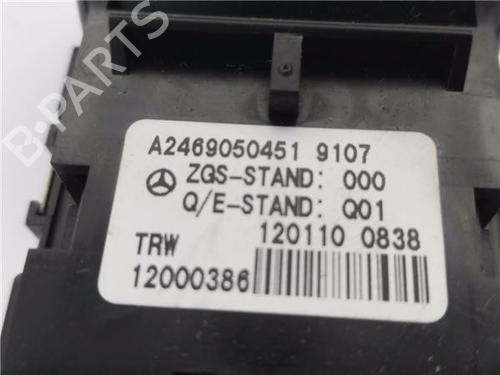 B-PARTS
A2469050451 9107
ZGS-STAND: 000
Q/E-STAND: Q01
120110 0838
TRW
12000386